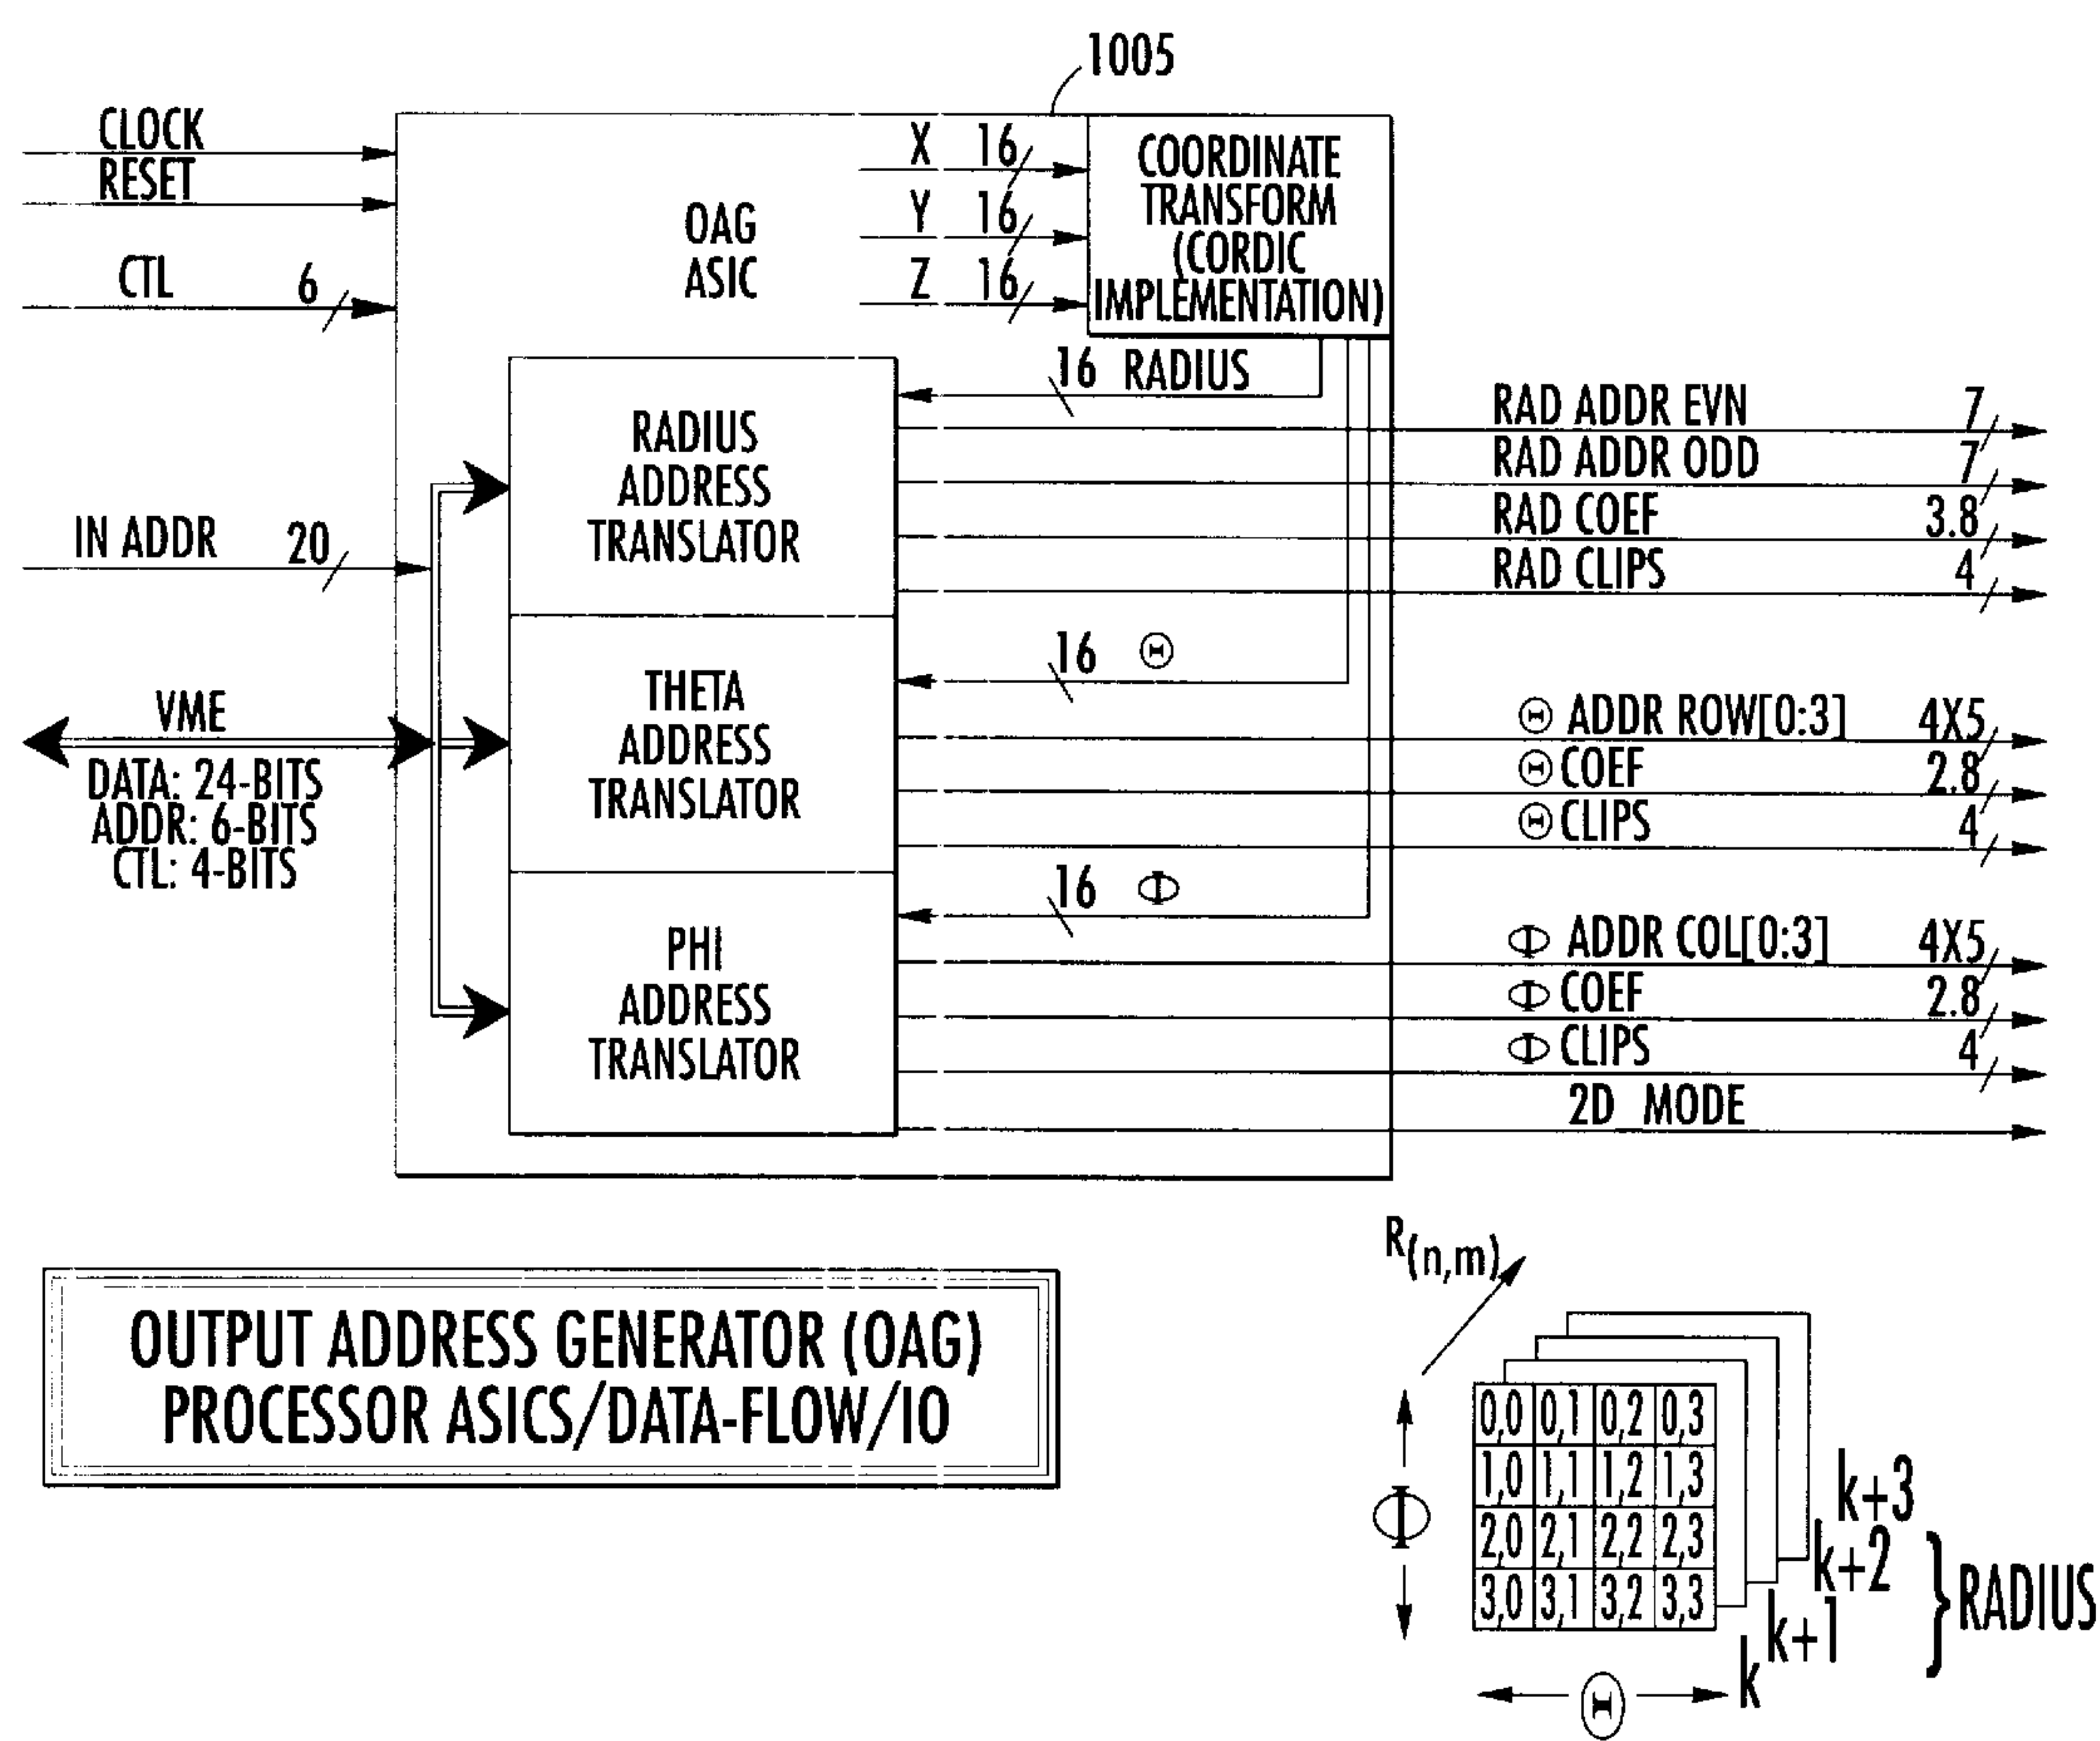 1005
CLOCK
RESET
CTL 6
IN ADDR 20
VME
DATA: 24-BITS
ADDR: 6-BITS
CTL: 4-BITS
OAG
ASIC
X 16
Y 16
Z 16
COORDINATE
TRANSFORM
(CORDIC
IMPLEMENTATION)
16 RADIUS
RADIUS
ADDRESS
TRANSLATOR
16 Θ
THETA
ADDRESS
TRANSLATOR
16 Φ
PHI
ADDRESS
TRANSLATOR
RAD ADDR EVN 7
RAD ADDR ODD 7
RAD COEF 3.8
RAD CLIPS 4
Θ ADDR ROW[0:3] 4X5
Θ COEF 2.8
Θ CLIPS 4
Φ ADDR COL[0:3] 4X5
Φ COEF 2.8
Φ CLIPS 4
2D MODE
OUTPUT ADDRESS GENERATOR (OAG)
PROCESSOR ASICS/DATA-FLOW/IO
R(n,m)
0,0 0,1 0,2 0,3
1,0 1,1 1,2 1,3
2,0 2,1 2,2 2,3
3,0 3,1 3,2 3,3
Φ
Θ
k
k+1
k+2
k+3
RADIUS